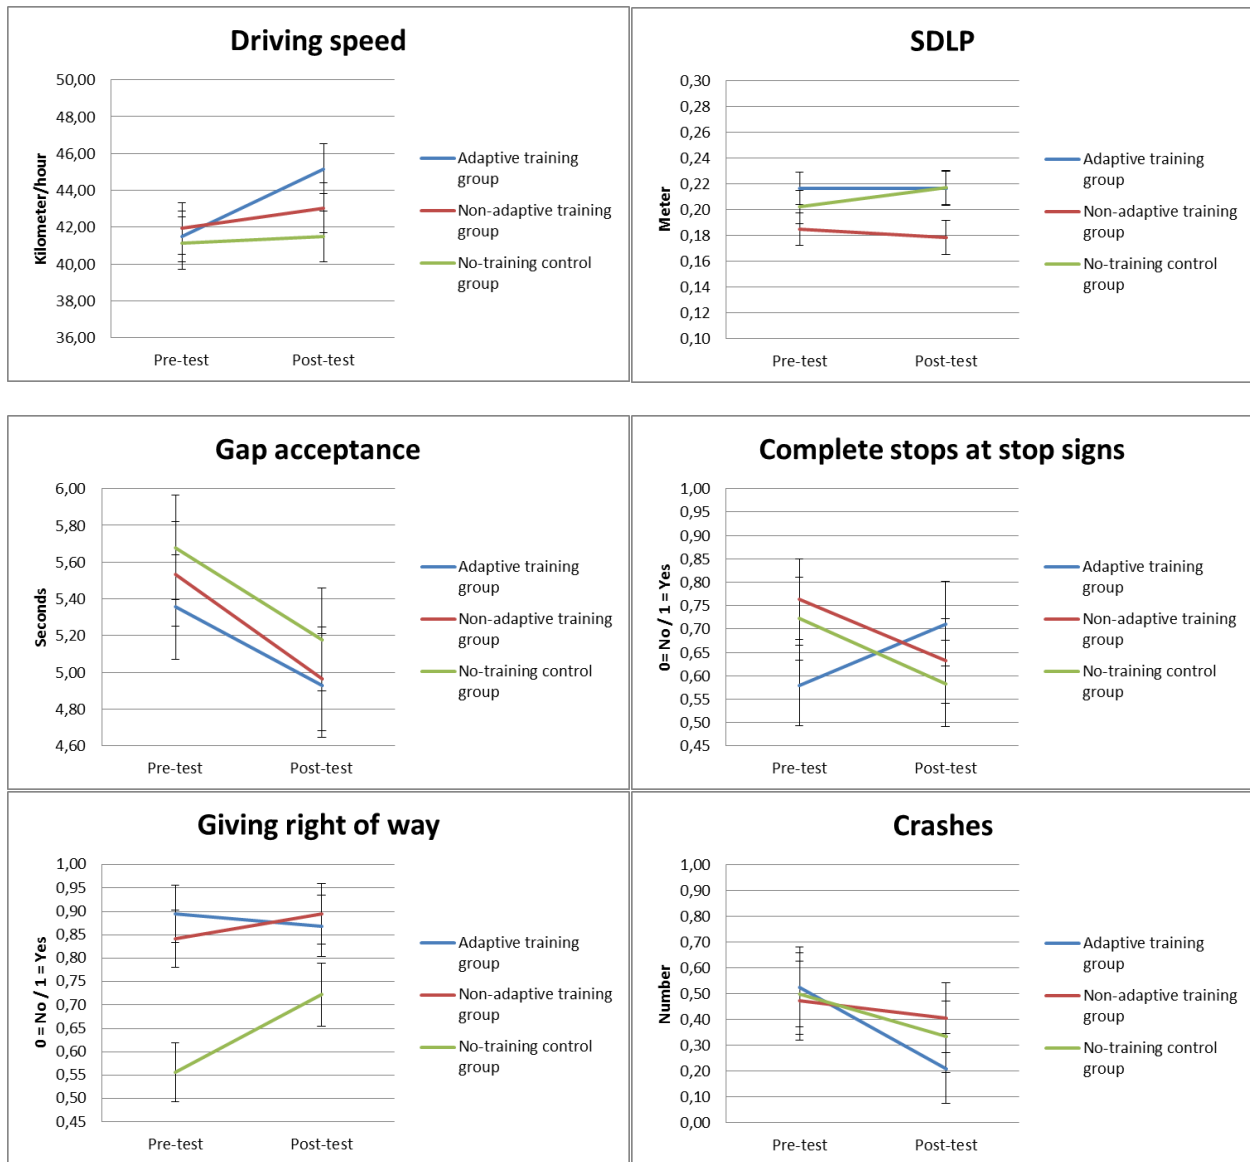 Driving speed
Kilometer/hour
50,00
48,00
46,00
44,00
42,00
40,00
38,00
36,00
Pre-test
Post-test
Adaptive training
group
Non-adaptive training
group
No-training control
group
SDLP
Meter
0,30
0,28
0,26
0,24
0,22
0,20
0,18
0,16
0,14
0,12
0,10
Pre-test
Post-test
Adaptive training
group
Non-adaptive training
group
No-training control
group
Gap acceptance
Seconds
6,00
5,80
5,60
5,40
5,20
5,00
4,80
4,60
Pre-test
Post-test
Adaptive training
group
Non-adaptive training
group
No-training control
group
Complete stops at stop signs
0= No / 1 = Yes
1,00
0,95
0,90
0,85
0,80
0,75
0,70
0,65
0,60
0,55
0,50
0,45
Pre-test
Post-test
Adaptive training
group
Non-adaptive training
group
No-training control
group
Giving right of way
0 = No / 1 = Yes
1,00
0,95
0,90
0,85
0,80
0,75
0,70
0,65
0,60
0,55
0,50
0,45
Pre-test
Post-test
Adaptive training
group
Non-adaptive training
group
No-training control
group
Crashes
Number
1,00
0,90
0,80
0,70
0,60
0,50
0,40
0,30
0,20
0,10
0,00
Pre-test
Post-test
Adaptive training
group
Non-adaptive training
group
No-training control
group